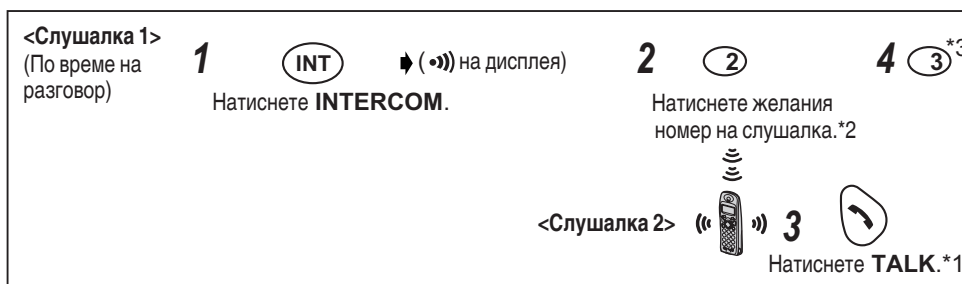 <Слушалка 1>
(По време на
разговор)
1 INT (•))) на дисплея)
Натиснете INTERCOM.
2 2
Натиснете желания
номер на слушалка.*2
<Слушалка 2> 3
Натиснете TALK.*1
4 3 *3